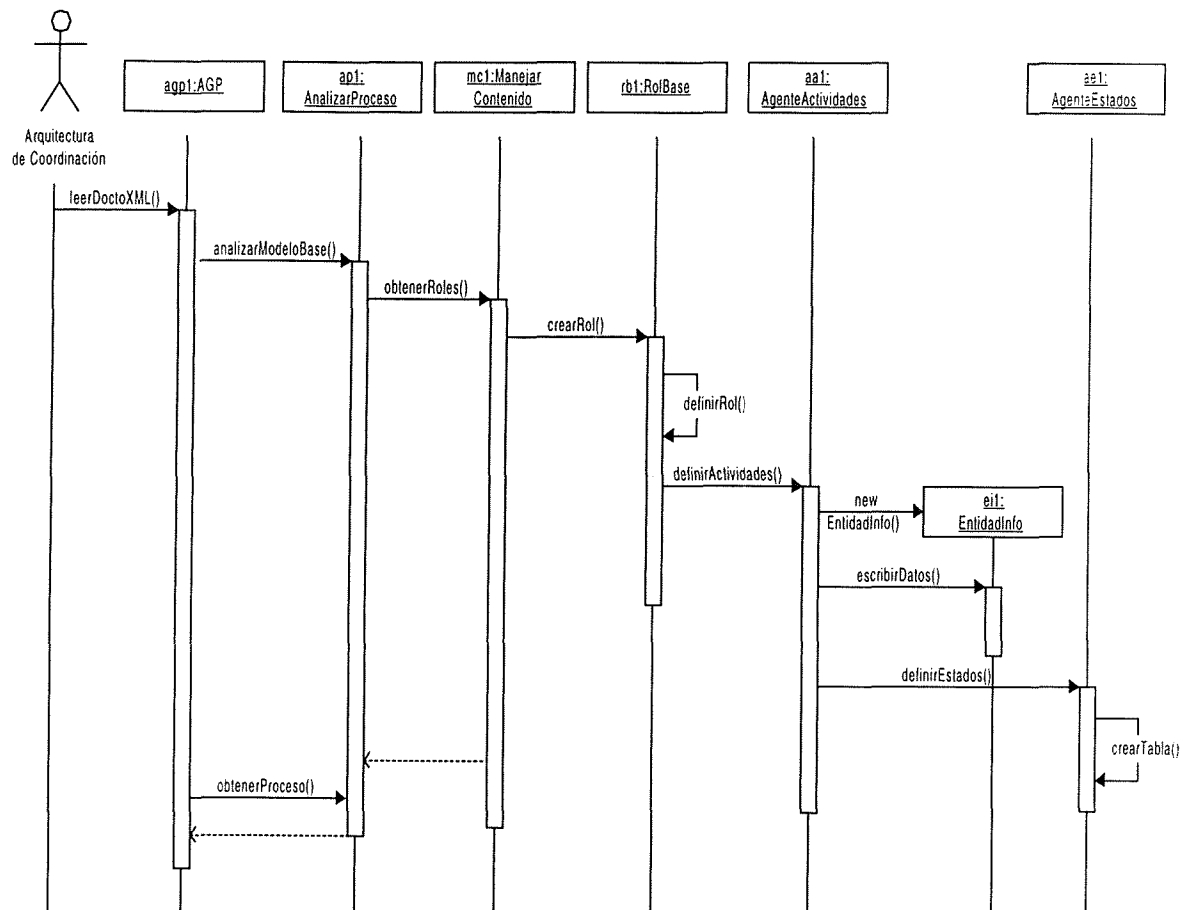 agp1:AGP
ap1:
AnalizarProceso
mc1:Manejar
Contenido
rb1:RolBase
aa1:
AgenteActividades
ae1:
AgenteEstados
Arquitectura
de Coordinación
leerDoctoXML()
analizarModeloBase()
obtenerRoles()
crearRol()
definirRol()
definirActividades()
new
EntidadInfo()
ei1:
EntidadInfo
escribirDatos()
definirEstados()
crearTabla()
obtenerProceso()